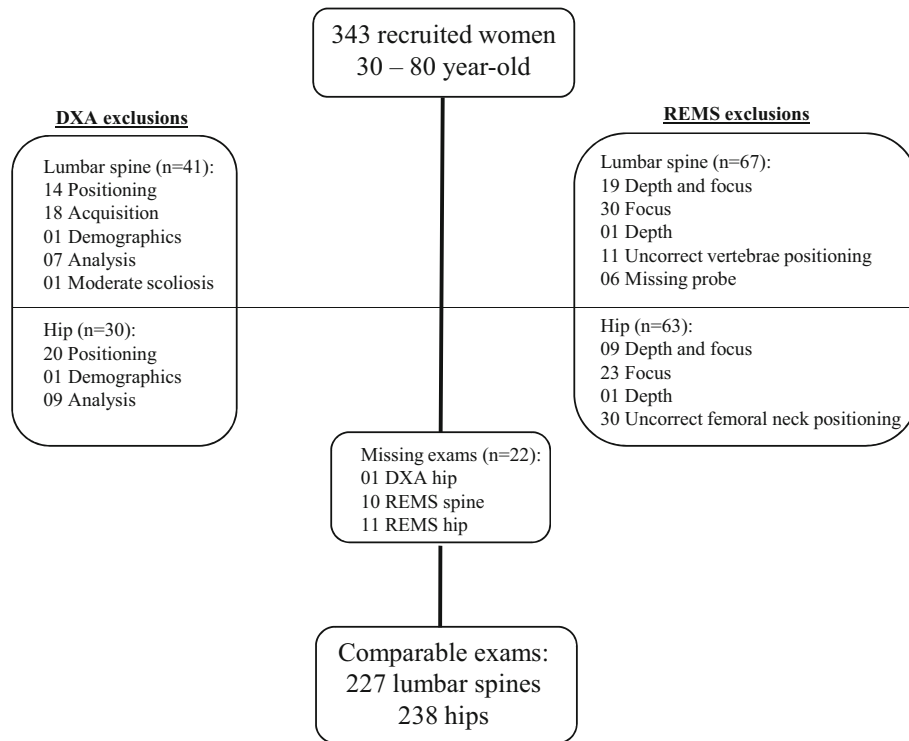 343 recruited women
30 – 80 year-old
DXA exclusions
Lumbar spine (n=41):
14 Positioning
18 Acquisition
01 Demographics
07 Analysis
01 Moderate scoliosis
Hip (n=30):
20 Positioning
01 Demographics
09 Analysis
REMS exclusions
Lumbar spine (n=67):
19 Depth and focus
30 Focus
01 Depth
11 Uncorrect vertebrae positioning
06 Missing probe
Hip (n=63):
09 Depth and focus
23 Focus
01 Depth
30 Uncorrect femoral neck positioning
Missing exams (n=22):
01 DXA hip
10 REMS spine
11 REMS hip
Comparable exams:
227 lumbar spines
238 hips